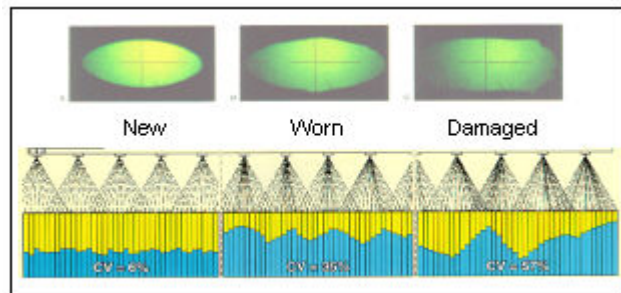 New Worn Damaged
CV = 6% CV = 35% CV = 57%